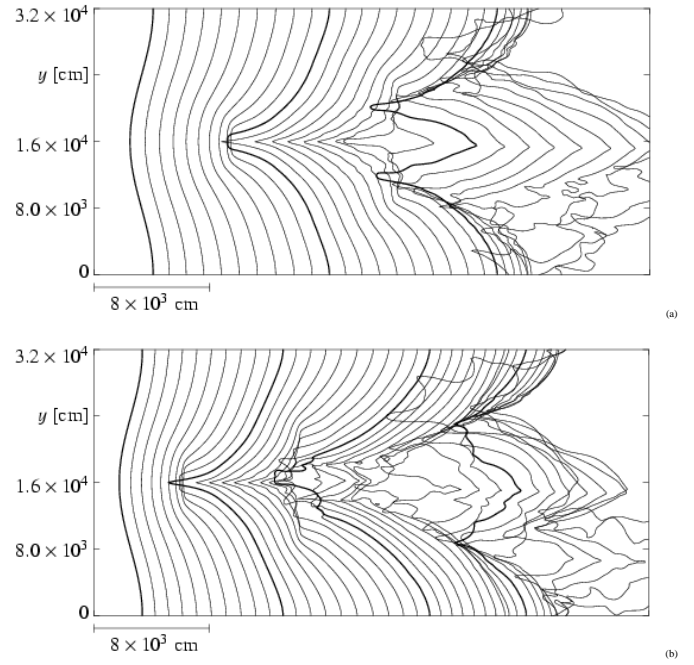 3.2 × 10⁴
y [cm]
1.6 × 10⁴
8.0 × 10³
0
8 × 10³ cm
(a)
3.2 × 10⁴
y [cm]
1.6 × 10⁴
8.0 × 10³
0
8 × 10³ cm
(b)